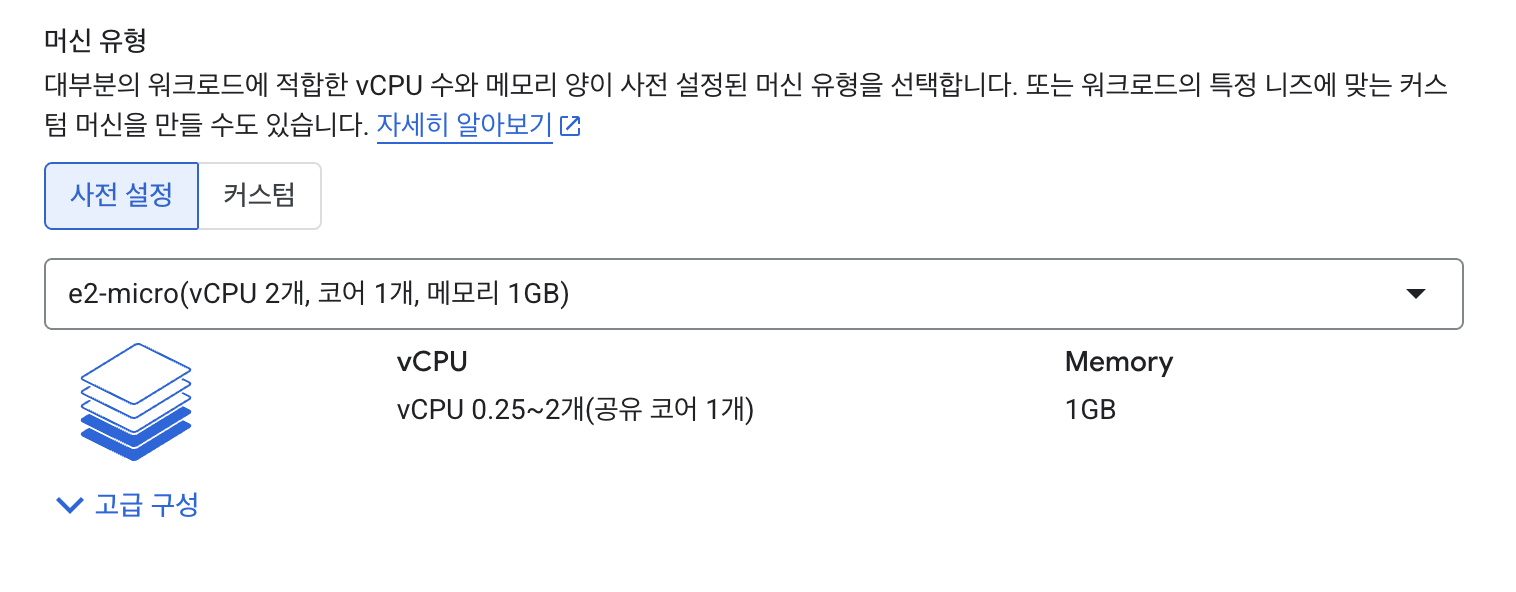 머신 유형
대부분의 워크로드에 적합한 vCPU 수와 메모리 양이 사전 설정된 머신 유형을 선택합니다. 또는 워크로드의 특정 니즈에 맞는 커스
텀 머신을 만들 수도 있습니다. 자세히 알아보기
사전 설정 커스텀
e2-micro(vCPU 2개, 코어 1개, 메모리 1GB)
vCPU Memory
vCPU 0.25~2개(공유 코어 1개) 1GB
고급 구성